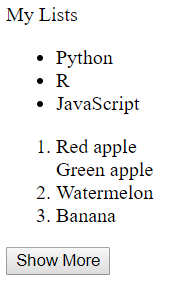 My Lists
• Python
• R
• JavaScript
1. Red apple
Green apple
2. Watermelon
3. Banana
Show More